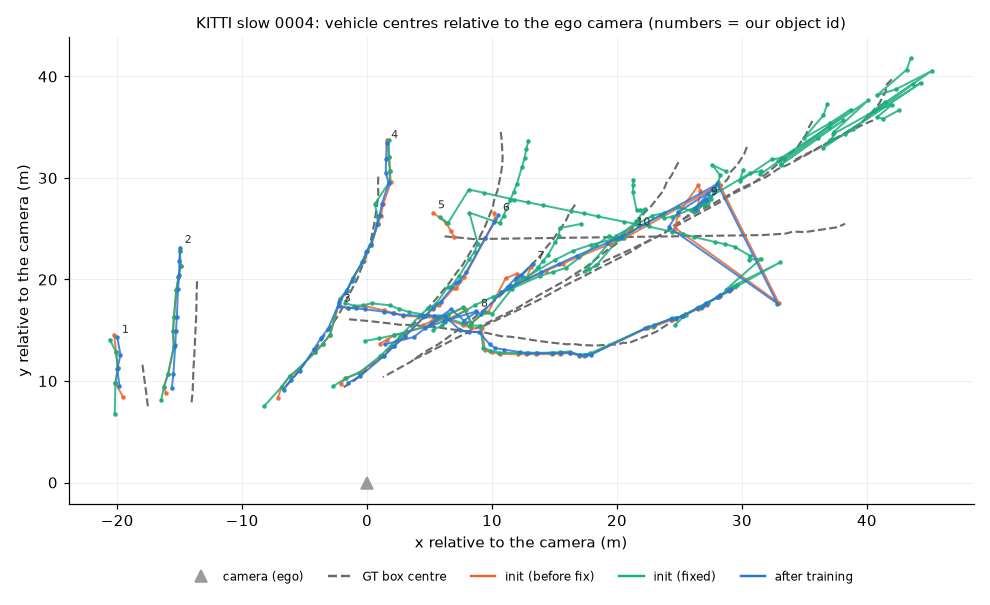 KITTI slow 0004: vehicle centres relative to the ego camera (numbers = our object id)
y relative to the camera (m)
40
30
20
10
0
4
5
6
2
9
10
7
3
8
1
−20
−10
0
10
20
30
40
x relative to the camera (m)
camera (ego)
GT box centre
init (before fix)
init (fixed)
after training